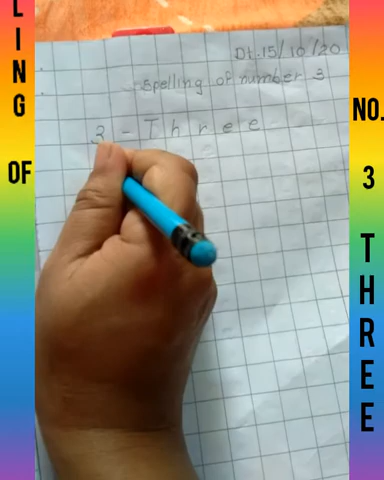 LING
OF
Dt.15/10/20
Spelling of number 3
3 - Three
NO.
3
THREE